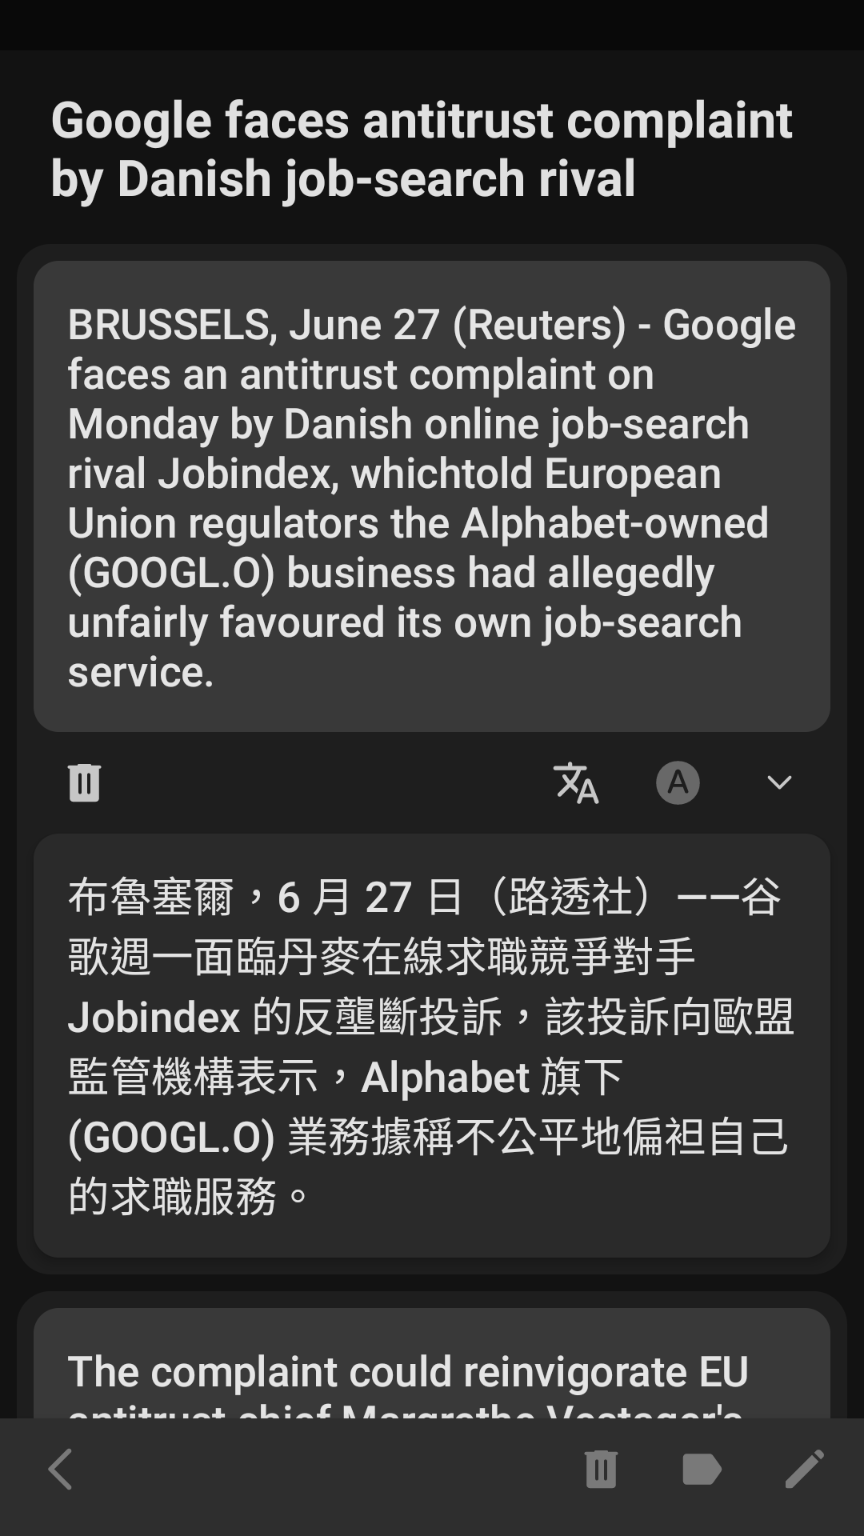 Google faces antitrust complaint
by Danish job-search rival
BRUSSELS, June 27 (Reuters) - Google
faces an antitrust complaint on
Monday by Danish online job-search
rival Jobindex, whichtold European
Union regulators the Alphabet-owned
(GOOGL.O) business had allegedly
unfairly favoured its own job-search
service.
A
布魯塞爾，6 月 27 日（路透社）——谷
歌週一面臨丹麥在線求職競爭對手
Jobindex 的反壟斷投訴，該投訴向歐盟
監管機構表示，Alphabet 旗下
(GOOGL.O) 業務據稱不公平地偏袒自己
的求職服務。
The complaint could reinvigorate EU
antitrust chief Margrethe Vestager's